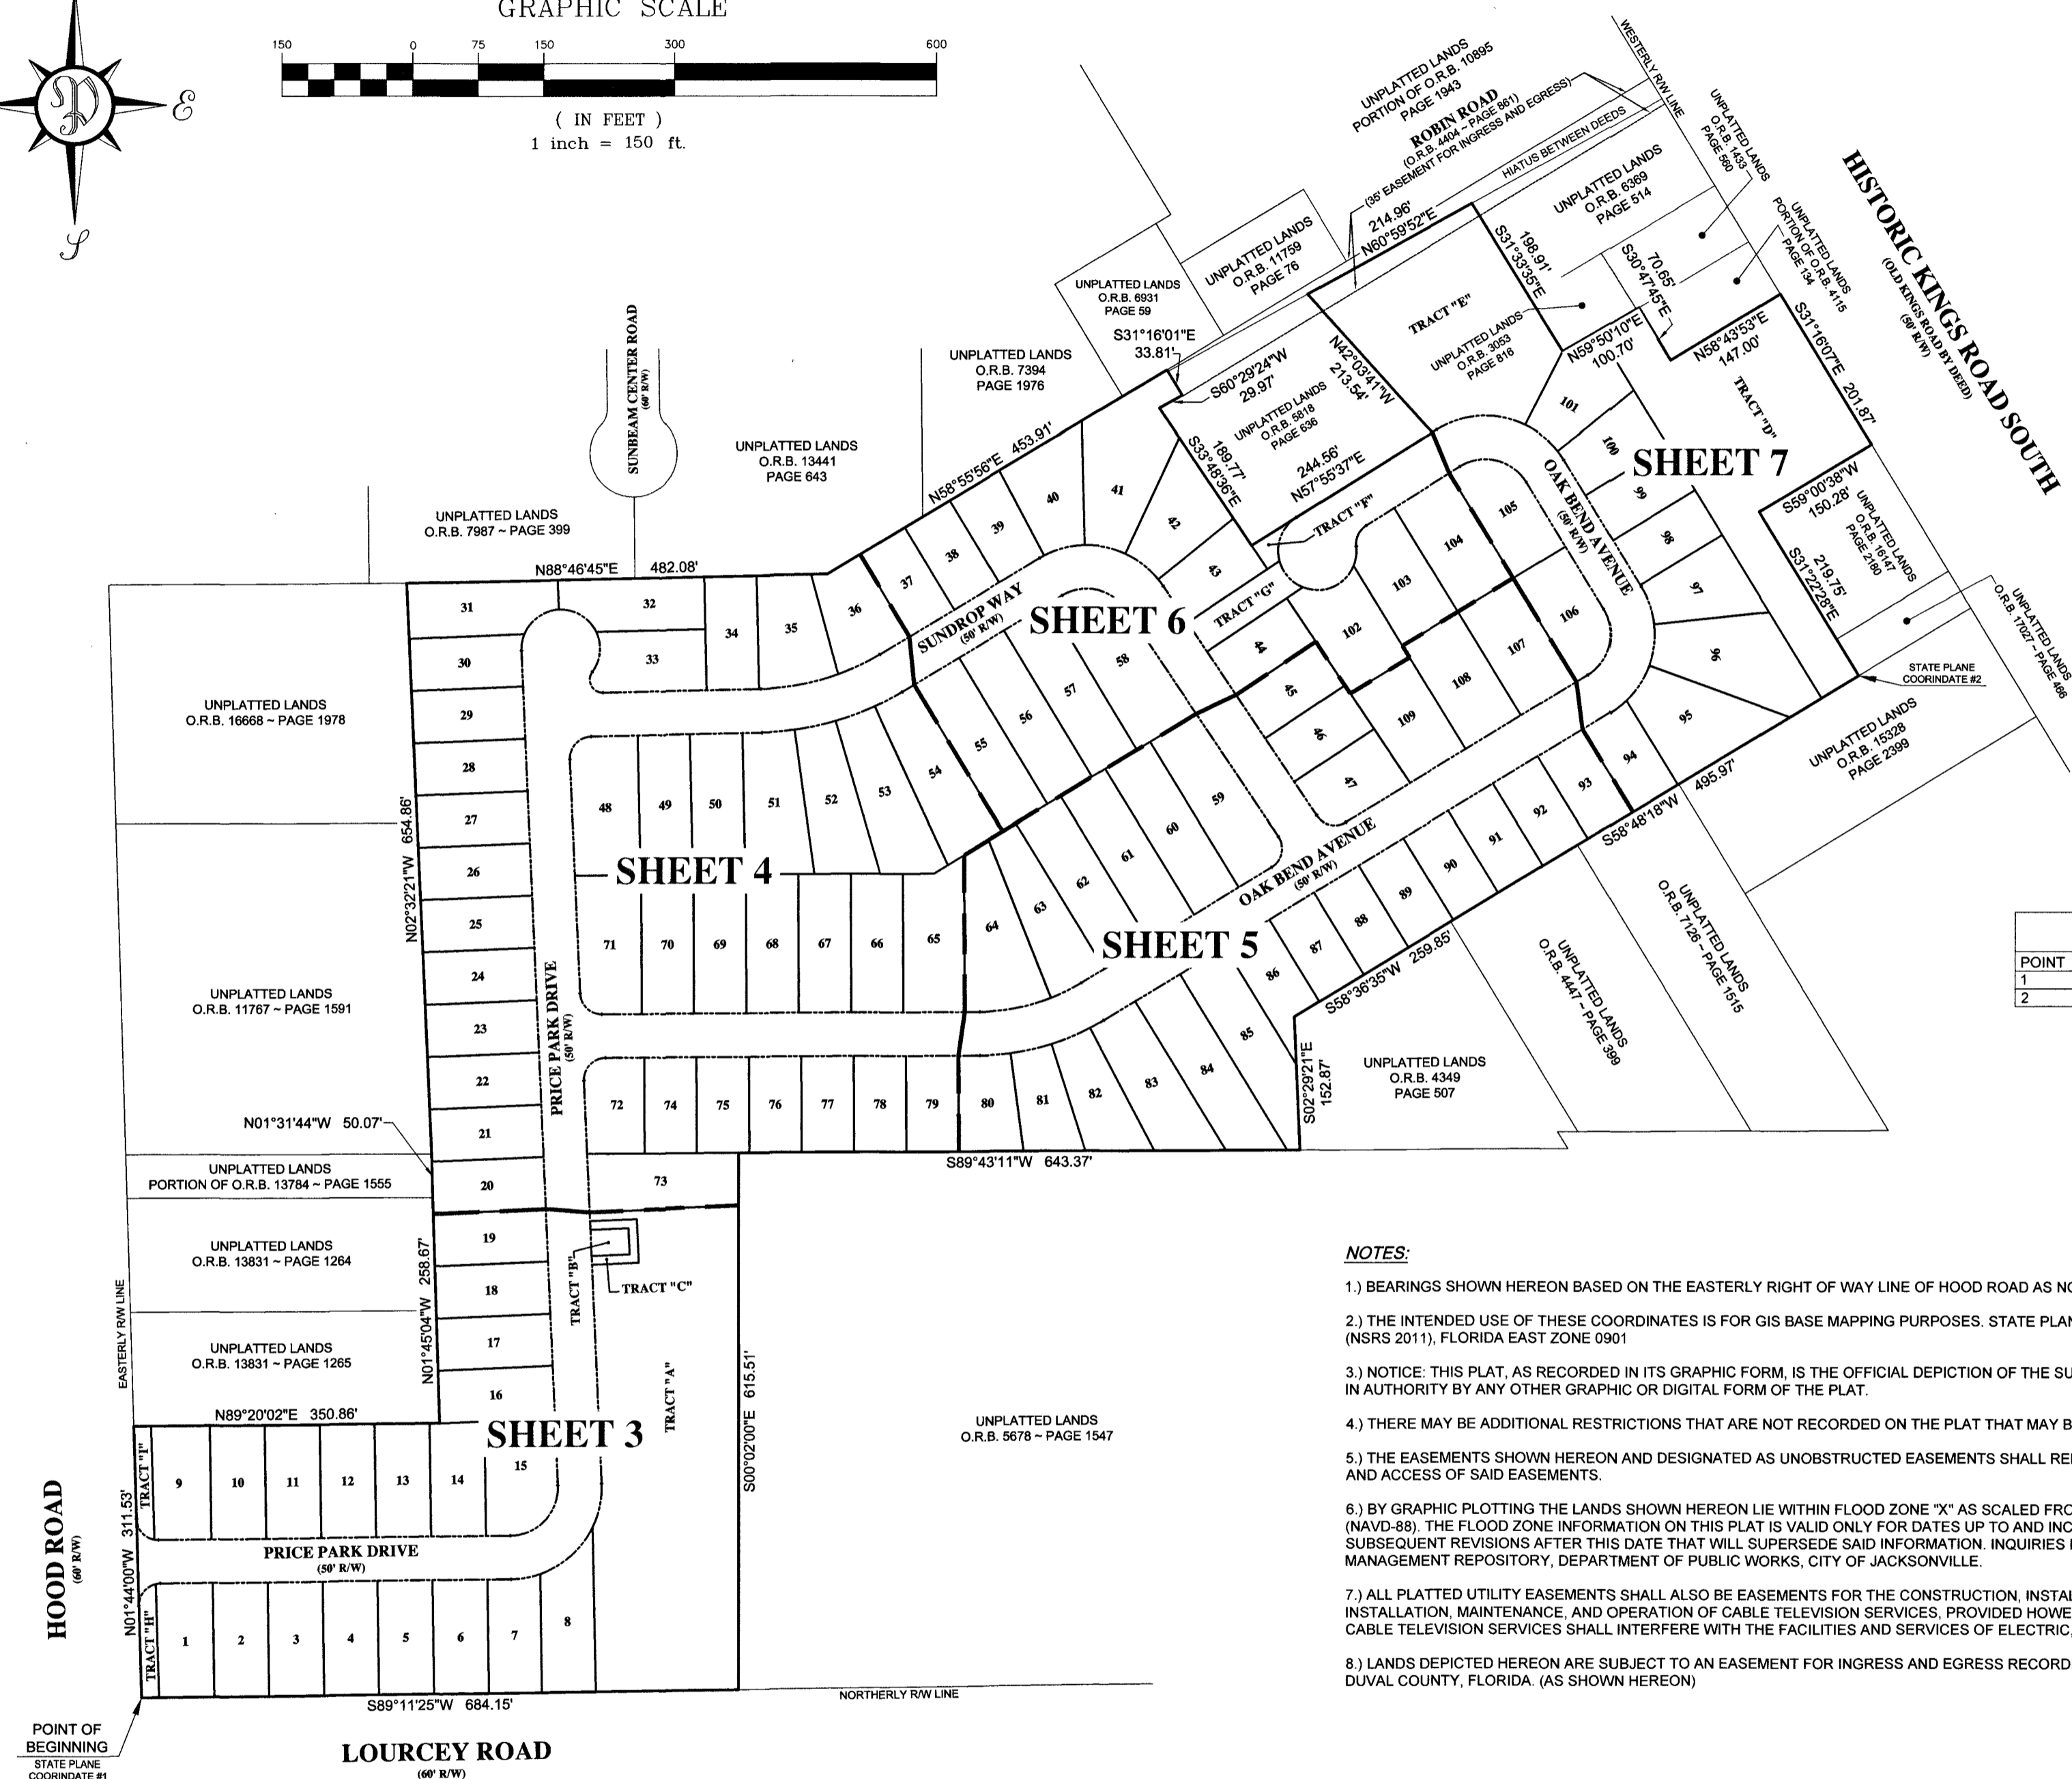 GRAPHIC SCALE
150 0 75 150 300 600
( IN FEET )
1 inch = 150 ft.
E
S
UNPLATTED LANDS
PORTION OF O.R.B. 10895
PAGE 1943
ROBIN ROAD
(O.R.B. 4404 ~ PAGE 861)
(35' EASEMENT FOR INGRESS AND EGRESS)
HIATUS BETWEEN DEEDS
WESTERLY R/W LINE
UNPLATTED LANDS
O.R.B. 1433
PAGE 560
UNPLATTED LANDS
O.R.B. 6369
PAGE 514
UNPLATTED LANDS
PORTION OF O.R.B. 4115
PAGE 134
HISTORIC KINGS ROAD SOUTH
(OLD KINGS ROAD BY DEED)
(50' R/W)
UNPLATTED LANDS
O.R.B. 11759
PAGE 76
214.96'
N60°59'52"E
198.91'
S31°33'35"E
70.65'
S30°47'45"E
UNPLATTED LANDS
O.R.B. 6931
PAGE 59
S31°16'01"E
33.81'
TRACT "E"
UNPLATTED LANDS
O.R.B. 3053
PAGE 816
N59°50'10"E
100.70'
N58°43'53"E
147.00'
S31°16'07"E 201.87'
SUNBEAM CENTER ROAD
(60' R/W)
UNPLATTED LANDS
O.R.B. 7394
PAGE 1976
S60°29'24"W
29.97'
N42°03'41"W
213.54'
UNPLATTED LANDS
O.R.B. 5818
PAGE 636
189.77'
S33°48'36"E
244.56'
N57°55'37"E
TRACT "D"
101
100
99
98
97
96
95
94
SHEET 7
UNPLATTED LANDS
O.R.B. 13441
PAGE 643
N58°55'56"E 453.91'
UNPLATTED LANDS
O.R.B. 7987 ~ PAGE 399
N88°46'45"E 482.08'
S59°00'38"W
150.28'
UNPLATTED LANDS
O.R.B. 16147
PAGE 2180
219.75'
S31°22'28"E
UNPLATTED LANDS
O.R.B. 17027 ~ PAGE 466
STATE PLANE
COORINDATE #2
UNPLATTED LANDS
O.R.B. 15328
PAGE 2399
OAK BEND AVENUE
(50' R/W)
TRACT "F"
TRACT "G"
105
104
103
102
106
107
108
109
37
38
39
40
41
42
43
44
45
46
47
SUNDROP WAY
(50' R/W)
SHEET 6
55
56
57
58
31
32
30
33
34
35
36
29
28
27
26
25
24
23
22
21
20
UNPLATTED LANDS
O.R.B. 16668 ~ PAGE 1978
N02°32'21"W 654.86'
48
49
50
51
52
53
54
SHEET 4
71
70
69
68
67
66
65
64
63
62
61
60
59
SHEET 5
OAK BEND AVENUE
(50' R/W)
93
92
91
90
89
88
87
86
85
84
83
82
81
80
79
78
77
76
75
74
72
73
S58°48'18"W 495.97'
S58°36'35"W 259.85'
S02°29'21"E
152.87'
UNPLATTED LANDS
O.R.B. 4349
PAGE 507
UNPLATTED LANDS
O.R.B. 4447 ~ PAGE 399
UNPLATTED LANDS
O.R.B. 7126 ~ PAGE 1515
POINT
1
2
UNPLATTED LANDS
O.R.B. 11767 ~ PAGE 1591
PRICE PARK DRIVE
(50' R/W)
N01°31'44"W 50.07'
S89°43'11"W 643.37'
UNPLATTED LANDS
PORTION OF O.R.B. 13784 ~ PAGE 1555
UNPLATTED LANDS
O.R.B. 13831 ~ PAGE 1264
UNPLATTED LANDS
O.R.B. 13831 ~ PAGE 1265
EASTERLY R/W LINE
N01°45'04"W 258.67'
19
18
17
16
TRACT "B"
TRACT "C"
TRACT "A"
S00°02'00"E 615.51'
UNPLATTED LANDS
O.R.B. 5678 ~ PAGE 1547
N89°20'02"E 350.86'
SHEET 3
TRACT "I"
9
10
11
12
13
14
15
HOOD ROAD
(60' R/W)
N01°44'00"W 311.53'
PRICE PARK DRIVE
(50' R/W)
TRACT "H"
1
2
3
4
5
6
7
8
S89°11'25"W 684.15'
NORTHERLY R/W LINE
POINT OF
BEGINNING
STATE PLANE
COORINDATE #1
LOURCEY ROAD
(60' R/W)
NOTES:
1.) BEARINGS SHOWN HEREON BASED ON THE EASTERLY RIGHT OF WAY LINE OF HOOD ROAD AS NO
2.) THE INTENDED USE OF THESE COORDINATES IS FOR GIS BASE MAPPING PURPOSES. STATE PLAN
(NSRS 2011), FLORIDA EAST ZONE 0901
3.) NOTICE: THIS PLAT, AS RECORDED IN ITS GRAPHIC FORM, IS THE OFFICIAL DEPICTION OF THE SU
IN AUTHORITY BY ANY OTHER GRAPHIC OR DIGITAL FORM OF THE PLAT.
4.) THERE MAY BE ADDITIONAL RESTRICTIONS THAT ARE NOT RECORDED ON THE PLAT THAT MAY B
5.) THE EASEMENTS SHOWN HEREON AND DESIGNATED AS UNOBSTRUCTED EASEMENTS SHALL RE
AND ACCESS OF SAID EASEMENTS.
6.) BY GRAPHIC PLOTTING THE LANDS SHOWN HEREON LIE WITHIN FLOOD ZONE "X" AS SCALED FRO
(NAVD-88). THE FLOOD ZONE INFORMATION ON THIS PLAT IS VALID ONLY FOR DATES UP TO AND INC
SUBSEQUENT REVISIONS AFTER THIS DATE THAT WILL SUPERSEDE SAID INFORMATION. INQUIRIES
MANAGEMENT REPOSITORY, DEPARTMENT OF PUBLIC WORKS, CITY OF JACKSONVILLE.
7.) ALL PLATTED UTILITY EASEMENTS SHALL ALSO BE EASEMENTS FOR THE CONSTRUCTION, INSTAL
INSTALLATION, MAINTENANCE, AND OPERATION OF CABLE TELEVISION SERVICES, PROVIDED HOWE
CABLE TELEVISION SERVICES SHALL INTERFERE WITH THE FACILITIES AND SERVICES OF ELECTRIC,
8.) LANDS DEPICTED HEREON ARE SUBJECT TO AN EASEMENT FOR INGRESS AND EGRESS RECORD
DUVAL COUNTY, FLORIDA. (AS SHOWN HEREON)